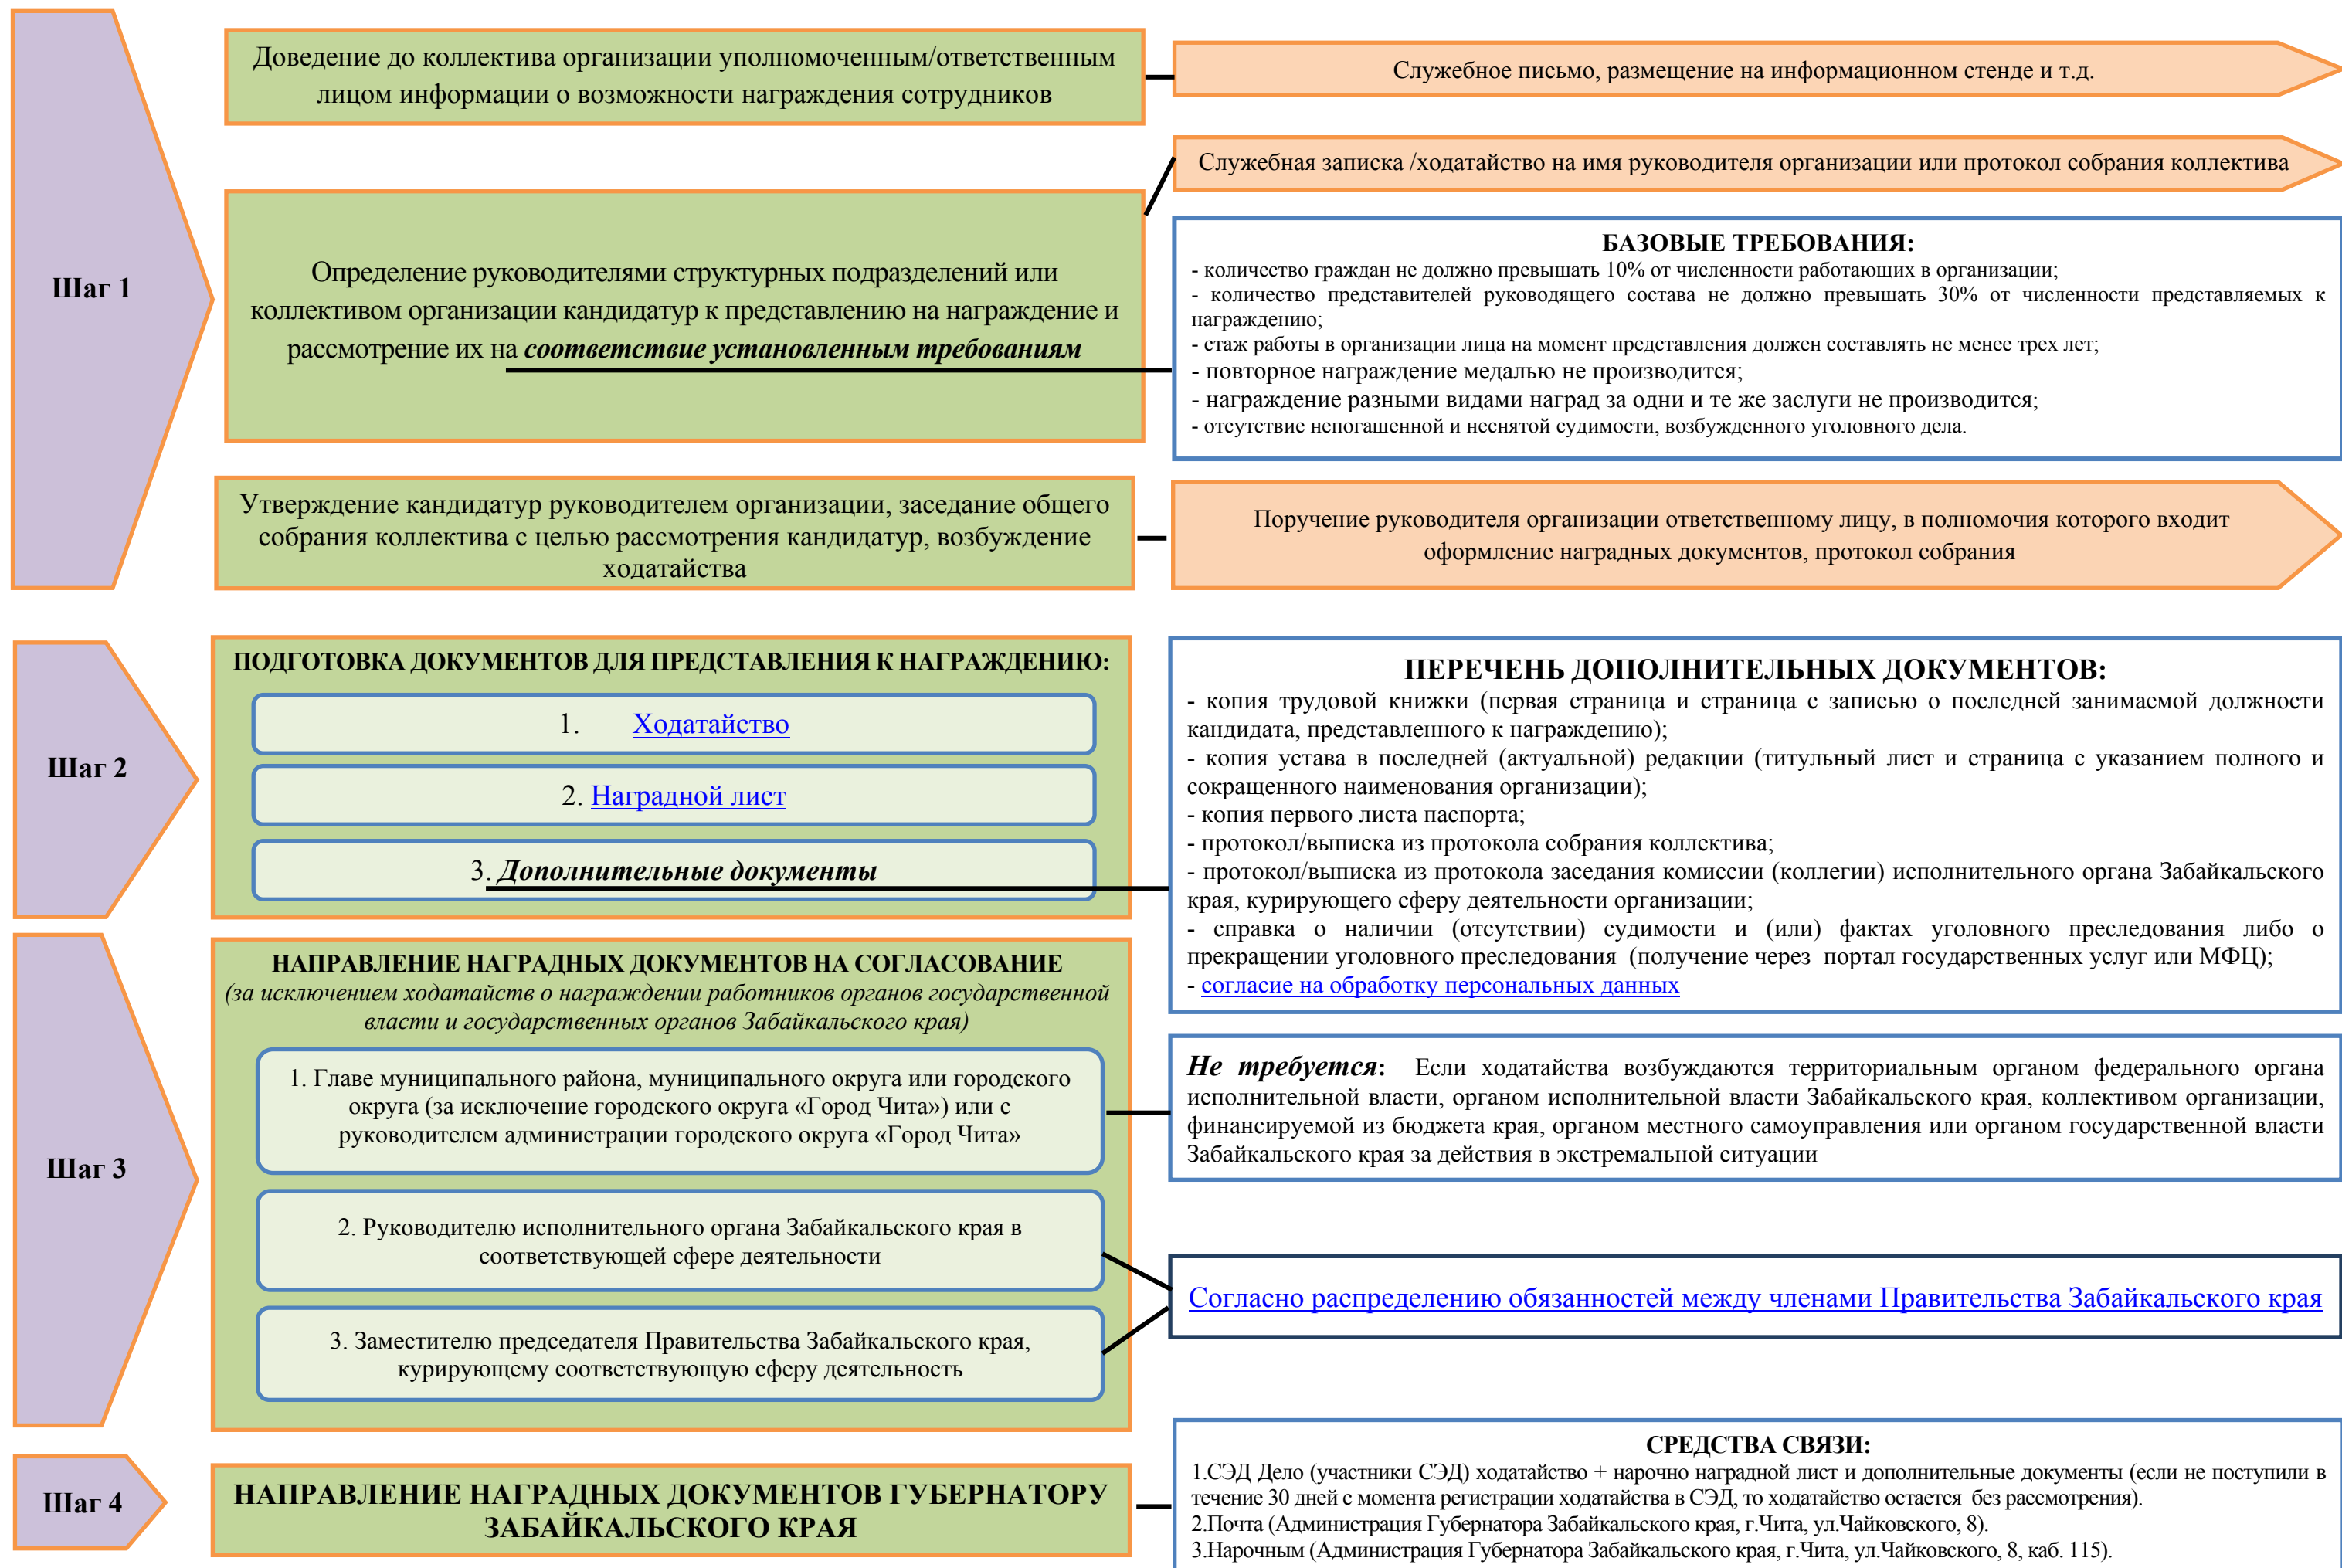 Шаг 1
Доведение до коллектива организации уполномоченным/ответственным
лицом информации о возможности награждения сотрудников
Служебное письмо, размещение на информационном стенде и т.д.
Определение руководителями структурных подразделений или
коллективом организации кандидатур к представлению на награждение и
рассмотрение их на соответствие установленным требованиям
Служебная записка /ходатайство на имя руководителя организации или протокол собрания коллектива
БАЗОВЫЕ ТРЕБОВАНИЯ:
- количество граждан не должно превышать 10% от численности работающих в организации;
- количество представителей руководящего состава не должно превышать 30% от численности представляемых к
награждению;
- стаж работы в организации лица на момент представления должен составлять не менее трех лет;
- повторное награждение медалью не производится;
- награждение разными видами наград за одни и те же заслуги не производится;
- отсутствие непогашенной и неснятой судимости, возбужденного уголовного дела.
Утверждение кандидатур руководителем организации, заседание общего
собрания коллектива с целью рассмотрения кандидатур, возбуждение
ходатайства
Поручение руководителя организации ответственному лицу, в полномочия которого входит
оформление наградных документов, протокол собрания
Шаг 2
ПОДГОТОВКА ДОКУМЕНТОВ ДЛЯ ПРЕДСТАВЛЕНИЯ К НАГРАЖДЕНИЮ:
1. Ходатайство
2. Наградной лист
3. Дополнительные документы
ПЕРЕЧЕНЬ ДОПОЛНИТЕЛЬНЫХ ДОКУМЕНТОВ:
- копия трудовой книжки (первая страница и страница с записью о последней занимаемой должности
кандидата, представленного к награждению);
- копия устава в последней (актуальной) редакции (титульный лист и страница с указанием полного и
сокращенного наименования организации);
- копия первого листа паспорта;
- протокол/выписка из протокола собрания коллектива;
- протокол/выписка из протокола заседания комиссии (коллегии) исполнительного органа Забайкальского
края, курирующего сферу деятельности организации;
- справка о наличии (отсутствии) судимости и (или) фактах уголовного преследования либо о
прекращении уголовного преследования (получение через портал государственных услуг или МФЦ);
- согласие на обработку персональных данных
Шаг 3
НАПРАВЛЕНИЕ НАГРАДНЫХ ДОКУМЕНТОВ НА СОГЛАСОВАНИЕ
(за исключением ходатайств о награждении работников органов государственной
власти и государственных органов Забайкальского края)
1. Главе муниципального района, муниципального округа или городского
округа (за исключение городского округа «Город Чита») или с
руководителем администрации городского округа «Город Чита»
Не требуется: Если ходатайства возбуждаются территориальным органом федерального органа
исполнительной власти, органом исполнительной власти Забайкальского края, коллективом организации,
финансируемой из бюджета края, органом местного самоуправления или органом государственной власти
Забайкальского края за действия в экстремальной ситуации
2. Руководителю исполнительного органа Забайкальского края в
соответствующей сфере деятельности
3. Заместителю председателя Правительства Забайкальского края,
курирующему соответствующую сферу деятельность
Согласно распределению обязанностей между членами Правительства Забайкальского края
Шаг 4
НАПРАВЛЕНИЕ НАГРАДНЫХ ДОКУМЕНТОВ ГУБЕРНАТОРУ
ЗАБАЙКАЛЬСКОГО КРАЯ
СРЕДСТВА СВЯЗИ:
1.СЭД Дело (участники СЭД) ходатайство + нарочно наградной лист и дополнительные документы (если не поступили в
течение 30 дней с момента регистрации ходатайства в СЭД, то ходатайство остается без рассмотрения).
2.Почта (Администрация Губернатора Забайкальского края, г.Чита, ул.Чайковского, 8).
3.Нарочным (Администрация Губернатора Забайкальского края, г.Чита, ул.Чайковского, 8, каб. 115).